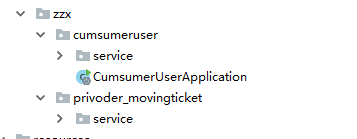 zzx
cumsumeruser
service
CumsumerUserApplication
privoder_movingticket
service